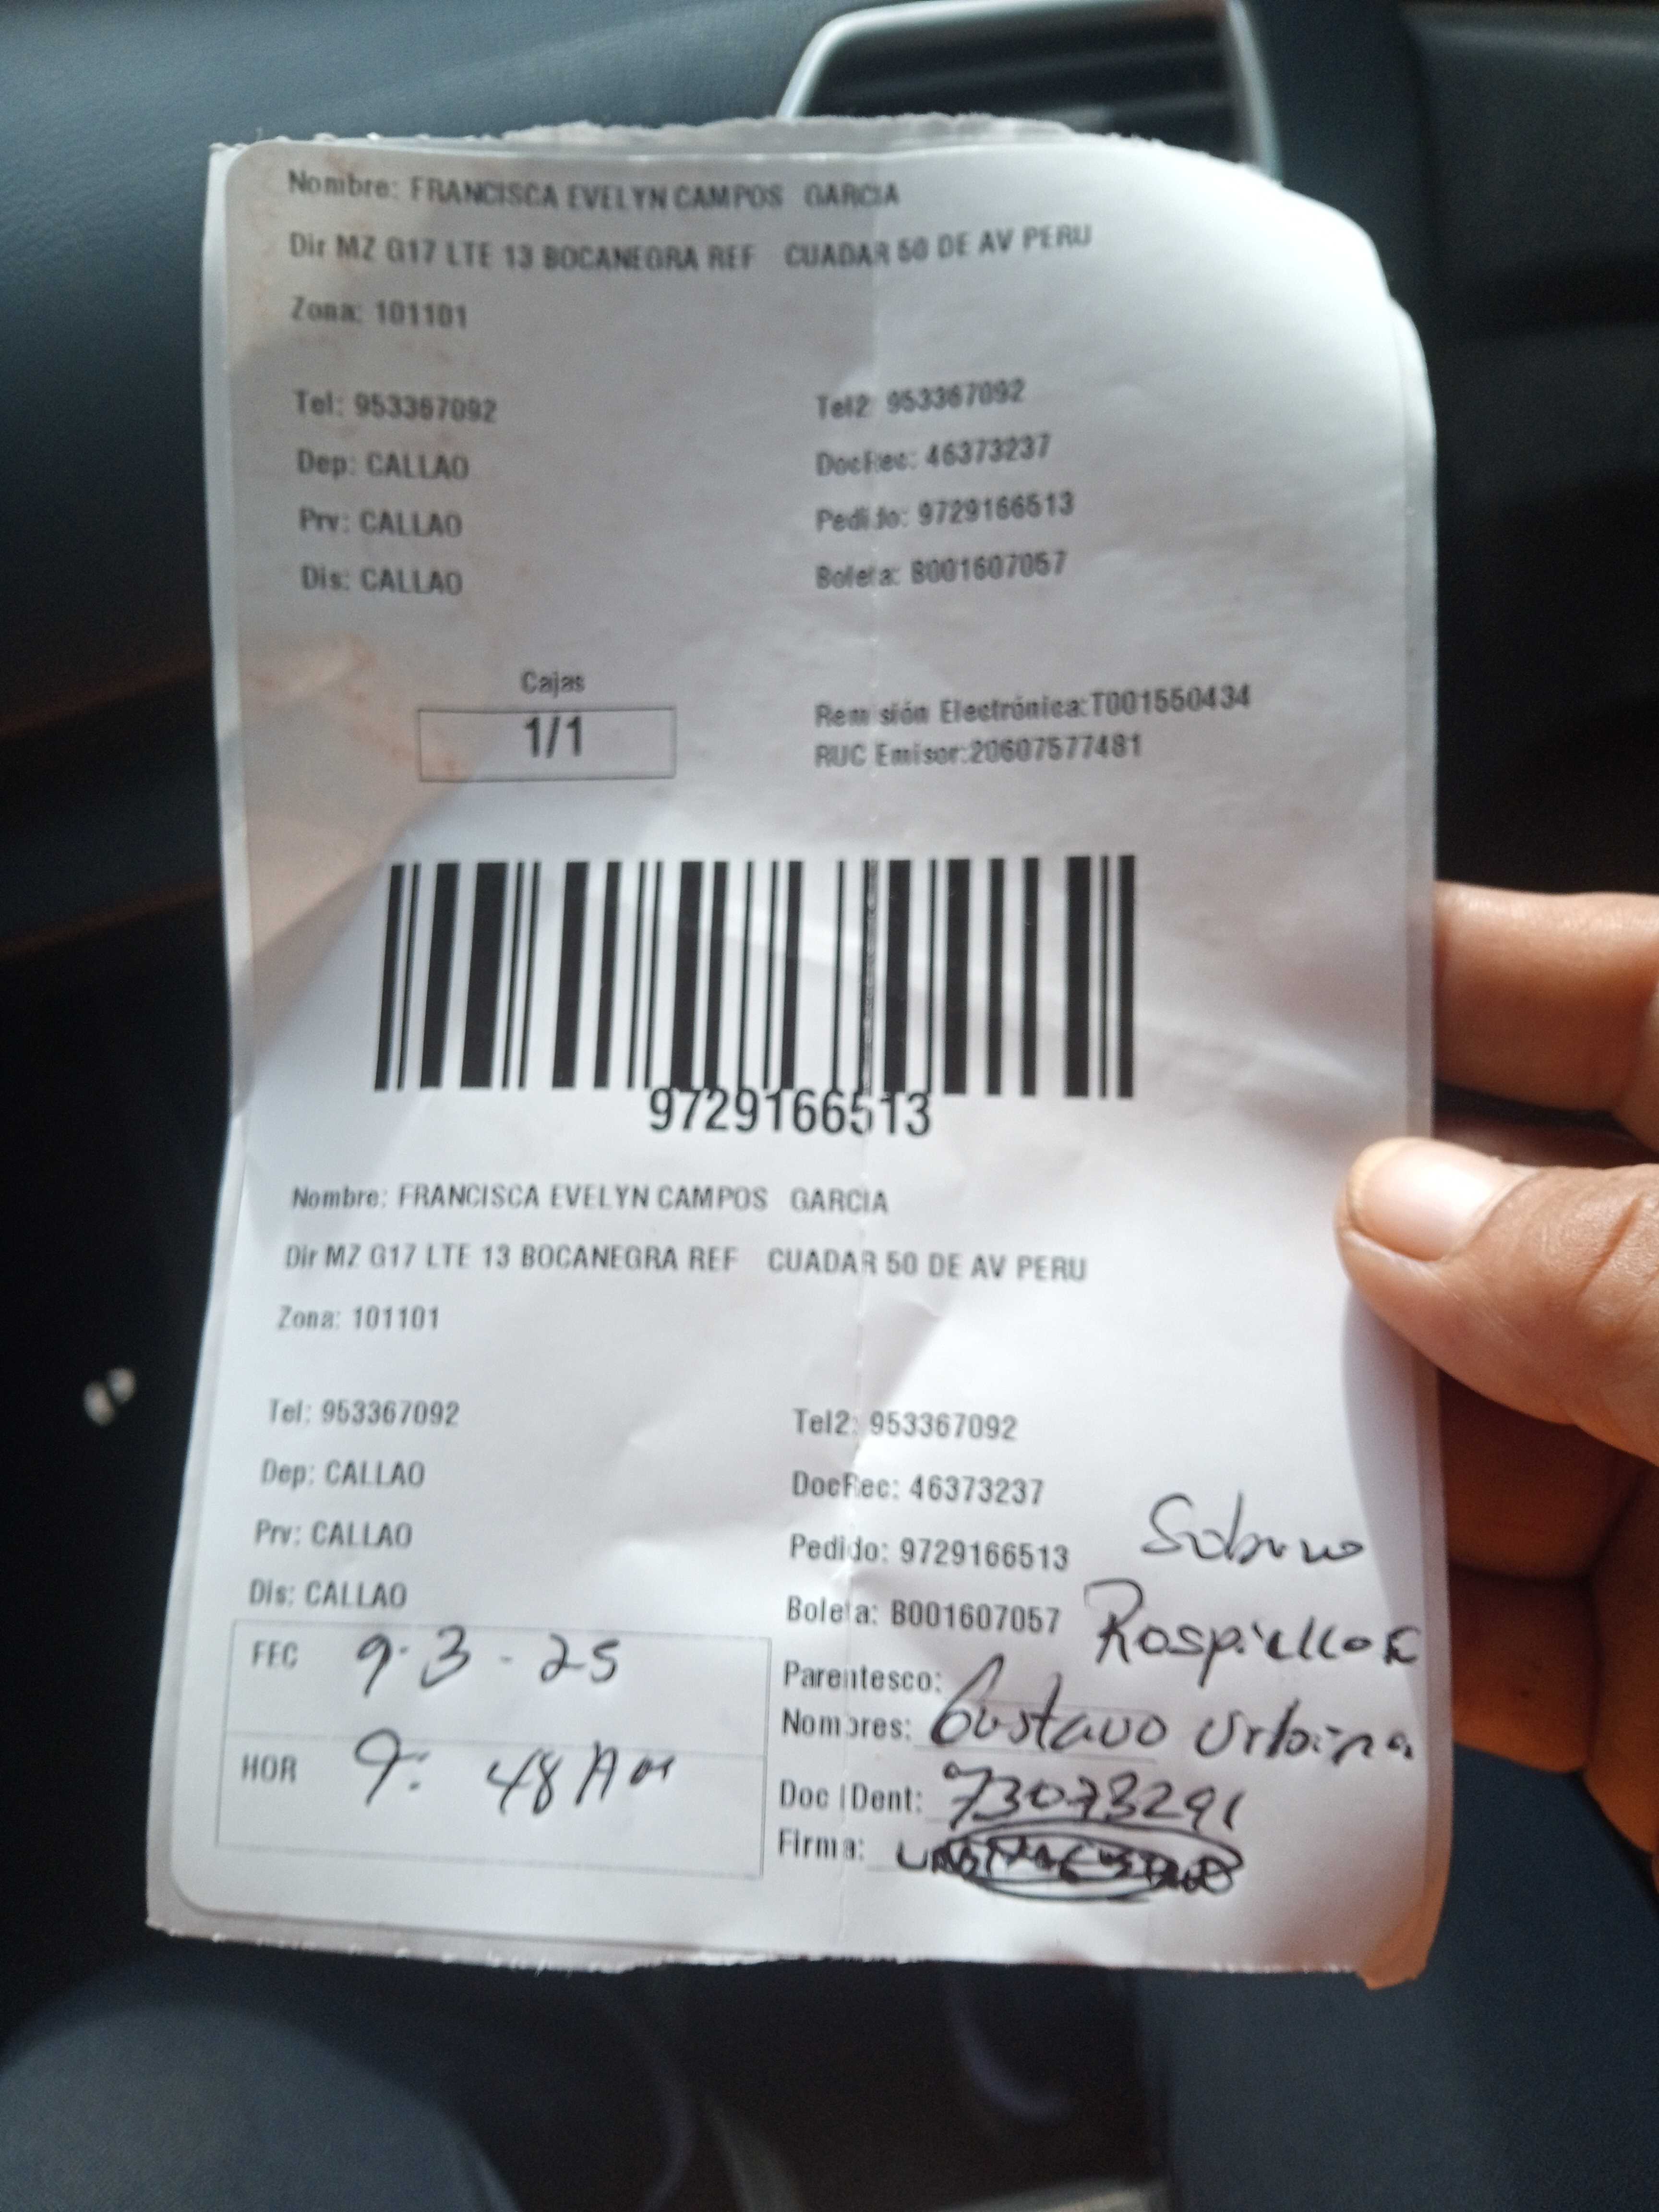 Nombre: FRANCISCA EVELYN CAMPOS GARCIA
Dir MZ G17 LTE 13 BOCANEGRA REF CUADAR 50 DE AV PERU
Zona: 101101
Tel: 953367092 Tel2: 953367092
Dep: CALLAO DocRec: 46373237
Prv: CALLAO Pedido: 9729166513
Dis: CALLAO Boleta: B001607057
Cajas
1/1
Remisión Electrónica:T001550434
RUC Emisor:20607577481
9729166513
Nombre: FRANCISCA EVELYN CAMPOS GARCIA
Dir MZ G17 LTE 13 BOCANEGRA REF CUADAR 50 DE AV PERU
Zona: 101101
Tel: 953367092 Tel2: 953367092
Dep: CALLAO DocRec: 46373237
Prv: CALLAO Pedido: 9729166513 Sobrino
Dis: CALLAO Boleta: B001607057
FEC 9-3-25 Parentesco:
Nombres: Gustavo Urbina
HOR 9:48 Am Doc IDent: 73073291
Firma: